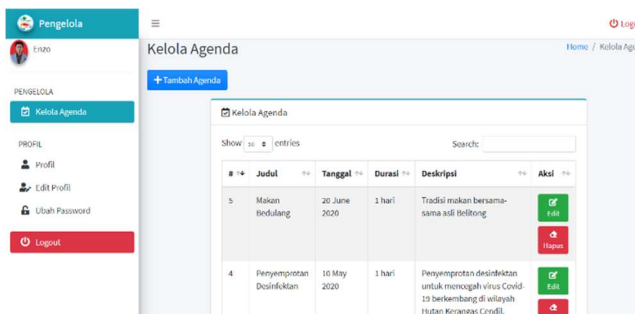 Pengelola
Logo
Enzo
Kelola Agenda
Home / Kelola Age
+ Tambah Agenda
PENGELOLA
Kelola Agenda
Kelola Agenda
PROFIL
Show 10 entries
Search:
Profil
# Judul Tanggal Durasi Deskripsi Aksi
Edit Profil
Ubah Password
5 Makan 20 June 1 hari Tradisi makan bersama- Edit
Bedulang 2020 sama asli Belitong
Hapus
Logout
4 Penyemprotan 10 May 1 hari Penyemprotan desinfektan Edit
Desinfektan 2020 untuk mencegah virus Covid-
19 berkembang di wilayah
Hutan Kerangas Cendil.